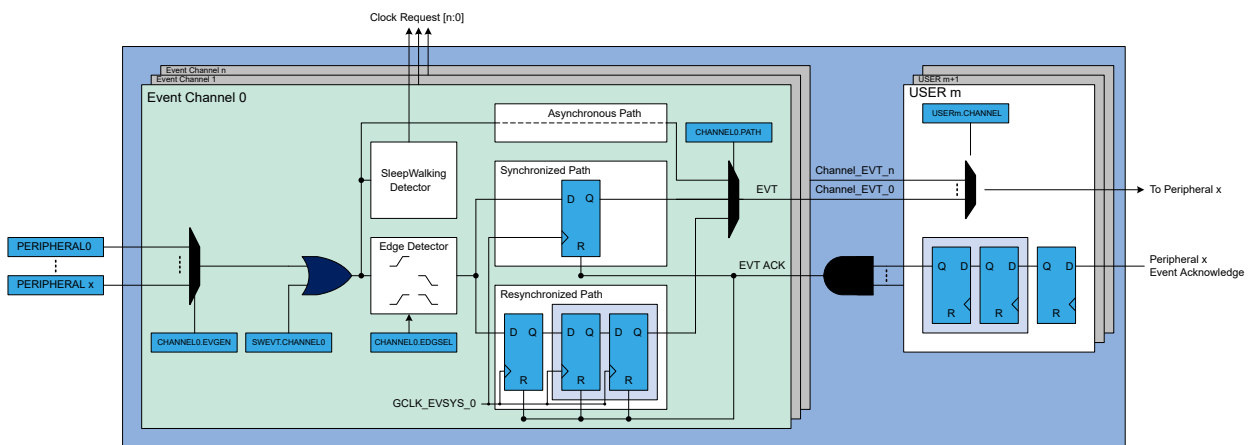 Clock Request [n:0]
Event Channel n
Event Channel 1
Event Channel 0
USER m+1
USER m
Asynchronous Path
CHANNEL0.PATH
USERm.CHANNEL
SleepWalking
Detector
Synchronized Path
D Q
R
EVT
Channel_EVT_n
Channel_EVT_0
To Peripheral x
PERIPHERAL0
PERIPHERAL x
Edge Detector
EVT ACK
Q D
R
Q D
R
Q D
R
Peripheral x
Event Acknowledge
Resynchronized Path
D Q
R
D Q
R
D Q
R
CHANNEL0.EVGEN
SWEVT.CHANNEL0
CHANNEL0.EDGSEL
GCLK_EVSYS_0